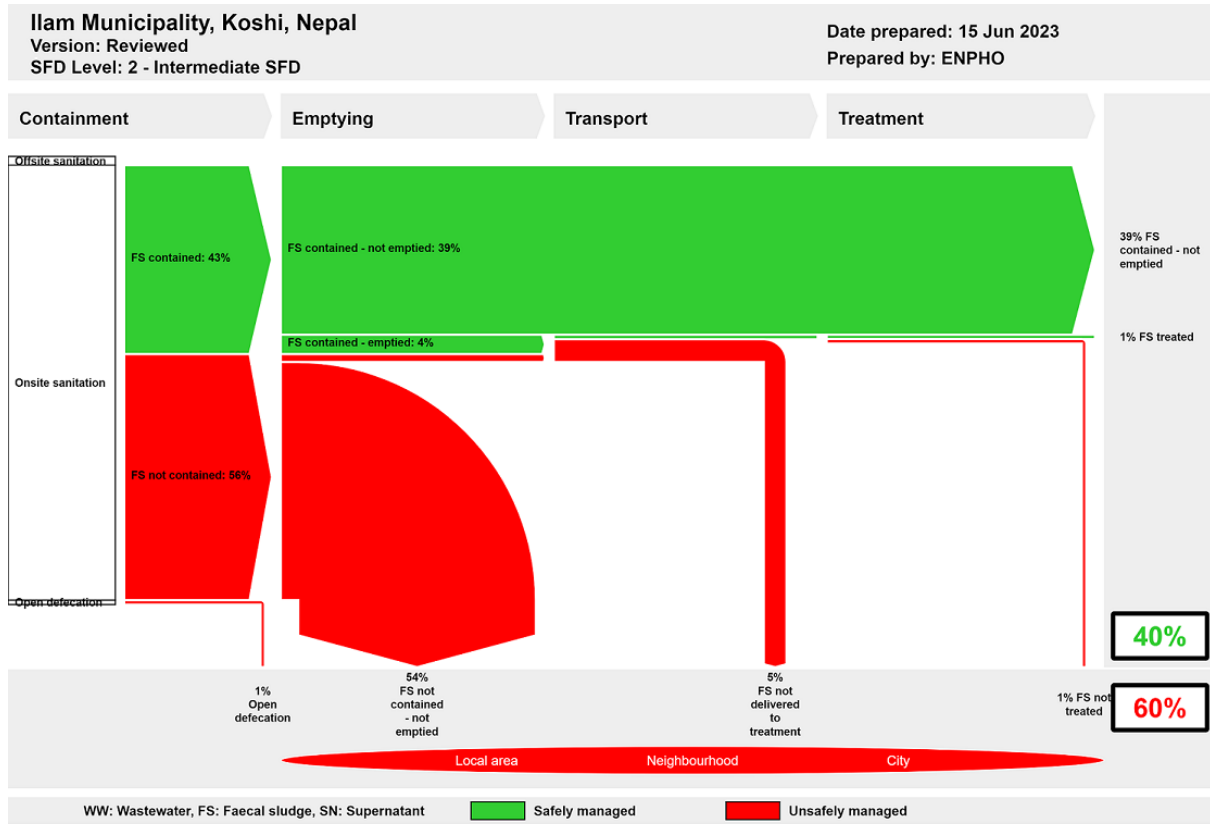 Ilam Municipality, Koshi, Nepal
Version: Reviewed
SFD Level: 2 - Intermediate SFD
Date prepared: 15 Jun 2023
Prepared by: ENPHO
Containment
Emptying
Transport
Treatment
Offsite sanitation
FS contained: 43%
FS contained - not emptied: 39%
39% FS
contained - not
emptied
FS contained - emptied: 4%
1% FS treated
Onsite sanitation
FS not contained: 56%
Open defecation
40%
1%
Open
defecation
54%
FS not
contained
- not
emptied
5%
FS not
delivered
to
treatment
1% FS not
treated
60%
Local area
Neighbourhood
City
WW: Wastewater, FS: Faecal sludge, SN: Supernatant
Safely managed
Unsafely managed